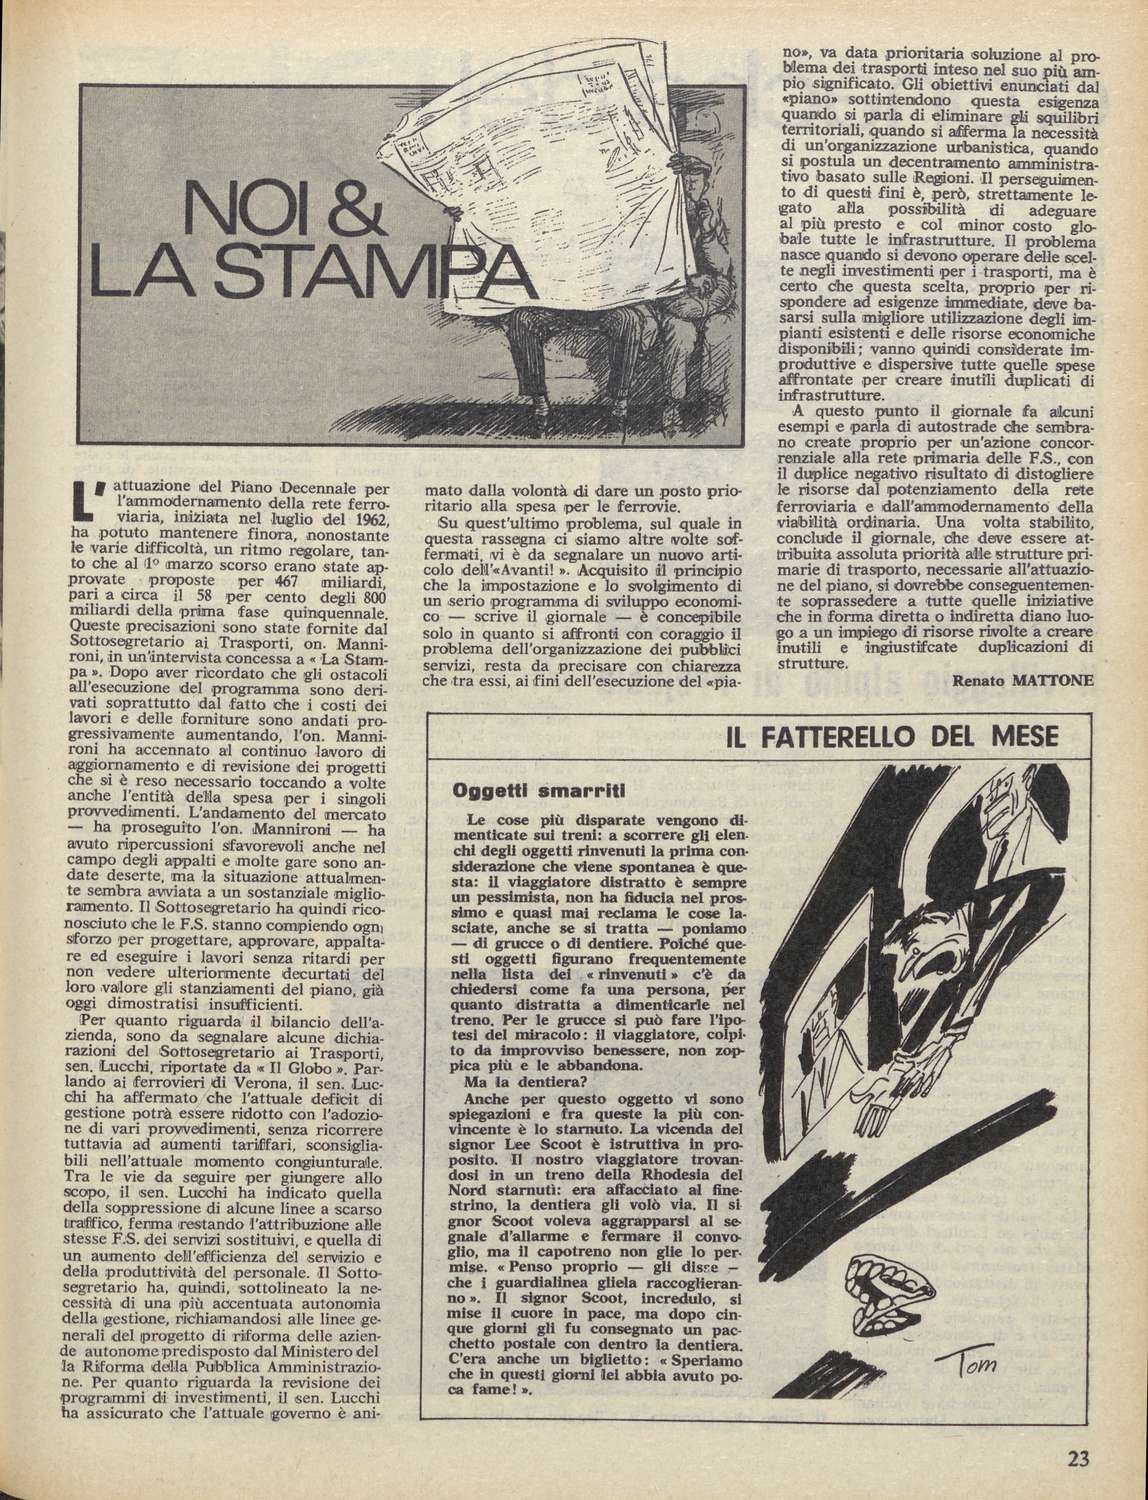 NOI &
LA STAMPA
L'attuazione del Piano Decennale per
l'ammodernamento della rete ferro-
viaria, iniziata nel luglio del 1962,
ha potuto mantenere finora, nonostante
le varie difficoltà, un ritmo regolare, tan-
to che al 1º marzo scorso erano state ap-
provate proposte per 467 miliardi,
pari a circa il 58 per cento degli 800
miliardi della prima fase quinquennale.
Queste precisazioni sono state fornite dal
Sottosegretario ai Trasporti, on. Manni-
roni, in un'intervista concessa a « La Stam-
pa ». Dopo aver ricordato che gli ostacoli
all'esecuzione del programma sono deri-
vati soprattutto dal fatto che i costi dei
lavori e delle forniture sono andati pro-
gressivamente aumentando, l'on. Manni-
roni ha accennato al continuo lavoro di
aggiornamento e di revisione dei progetti
che si è reso necessario toccando a volte
anche l'entità della spesa per i singoli
provvedimenti. L'andamento del mercato
— ha proseguito l'on. Mannironi — ha
avuto ripercussioni sfavorevoli anche nel
campo degli appalti e molte gare sono an-
date deserte, ma la situazione attualmen-
te sembra avviata a un sostanziale miglio-
ramento. Il Sottosegretario ha quindi rico-
nosciuto che le F.S. stanno compiendo ogni
sforzo per progettare, approvare, appalta-
re ed eseguire i lavori senza ritardi per
non vedere ulteriormente decurtati del
loro valore gli stanziamenti del piano, già
oggi dimostratisi insufficienti.
Per quanto riguarda il bilancio dell'a-
zienda, sono da segnalare alcune dichia-
razioni del Sottosegretario ai Trasporti,
sen. Lucchi, riportate da « Il Globo ». Par-
lando ai ferrovieri di Verona, il sen. Luc-
chi ha affermato che l'attuale deficit di
gestione potrà essere ridotto con l'adozio-
ne di vari provvedimenti, senza ricorrere
tuttavia ad aumenti tariffari, sconsiglia-
bili nell'attuale momento congiunturale.
Tra le vie da seguire per giungere allo
scopo, il sen. Lucchi ha indicato quella
della soppressione di alcune linee a scarso
traffico, ferma restando l'attribuzione alle
stesse F.S. dei servizi sostituivi, e quella di
un aumento dell'efficienza del servizio e
della produttività del personale. Il Sotto-
segretario ha, quindi, sottolineato la ne-
cessità di una più accentuata autonomia
della gestione, richiamandosi alle linee ge-
nerali del progetto di riforma delle azien-
de autonome predisposto dal Ministero del
la Riforma della Pubblica Amministrazio-
ne. Per quanto riguarda la revisione dei
programmi di investimenti, il sen. Lucchi
ha assicurato che l'attuale governo è ani-
mato dalla volontà di dare un posto prio-
ritario alla spesa per le ferrovie.
Su quest'ultimo problema, sul quale in
questa rassegna ci siamo altre volte sof-
fermati, vi è da segnalare un nuovo arti-
colo dell'«Avanti! ». Acquisito il principio
che la impostazione e lo svolgimento di
un serio programma di sviluppo economi-
co — scrive il giornale — è concepibile
solo in quanto si affronti con coraggio il
problema dell'organizzazione dei pubblici
servizi, resta da precisare con chiarezza
che tra essi, ai fini dell'esecuzione del «pia-
no», va data prioritaria soluzione al pro-
blema dei trasporti inteso nel suo più am-
pio significato. Gli obiettivi enunciati dal
«piano» sottintendono questa esigenza
quando si parla di eliminare gli squilibri
territoriali, quando si afferma la necessità
di un'organizzazione urbanistica, quando
si postula un decentramento amministra-
tivo basato sulle Regioni. Il perseguimen-
to di questi fini è, però, strettamente le-
gato alla possibilità di adeguare
al più presto e col minor costo glo-
bale tutte le infrastrutture. Il problema
nasce quando si devono operare delle scel-
te negli investimenti per i trasporti, ma è
certo che questa scelta, proprio per ri-
spondere ad esigenze immediate, deve ba-
sarsi sulla migliore utilizzazione degli im-
pianti esistenti e delle risorse economiche
disponibili; vanno quindi considerate im-
produttive e dispersive tutte quelle spese
affrontate per creare inutili duplicati di
infrastrutture.
A questo punto il giornale fa alcuni
esempi e parla di autostrade che sembra-
no create proprio per un'azione concor-
renziale alla rete primaria delle F.S., con
il duplice negativo risultato di distogliere
le risorse dal potenziamento della rete
ferroviaria e dall'ammodernamento della
viabilità ordinaria. Una volta stabilito,
conclude il giornale, che deve essere at-
tribuita assoluta priorità alle strutture pri-
marie di trasporto, necessarie all'attuazio-
ne del piano, si dovrebbe conseguentemen-
te soprassedere a tutte quelle iniziative
che in forma diretta o indiretta diano luo-
go a un impiego di risorse rivolte a creare
inutili e ingiustifcate duplicazioni di
strutture.
Renato MATTONE
IL FATTERELLO DEL MESE
Oggetti smarriti
Le cose più disparate vengono di-
menticate sui treni: a scorrere gli elen-
chi degli oggetti rinvenuti la prima con-
siderazione che viene spontanea è que-
sta: il viaggiatore distratto è sempre
un pessimista, non ha fiducia nel pros-
simo e quasi mai reclama le cose la-
sciate, anche se si tratta — poniamo
— di grucce o di dentiere. Poiché que-
sti oggetti figurano frequentemente
nella lista dei « rinvenuti » c'è da
chiedersi come fa una persona, per
quanto distratta a dimenticarle nel
treno. Per le grucce si può fare l'ipo-
tesi del miracolo: il viaggiatore, colpi-
to da improvviso benessere, non zop-
pica più e le abbandona.
Ma la dentiera?
Anche per questo oggetto vi sono
spiegazioni e fra queste la più con-
vincente è lo starnuto. La vicenda del
signor Lee Scoot è istruttiva in pro-
posito. Il nostro viaggiatore trovan-
dosi in un treno della Rhodesia del
Nord starnutì: era affacciato al fine-
strino, la dentiera gli volò via. Il si
gnor Scoot voleva aggrapparsi al se-
gnale d'allarme e fermare il convo-
glio, ma il capotreno non glie lo per-
mise. « Penso proprio — gli disse —
che i guardialinea gliela raccoglieran-
no ». Il signor Scoot, incredulo, si
mise il cuore in pace, ma dopo cin-
que giorni gli fu consegnato un pac-
chetto postale con dentro la dentiera.
C'era anche un biglietto: « Speriamo
che in questi giorni lei abbia avuto po-
ca fame! ».
Tom
23